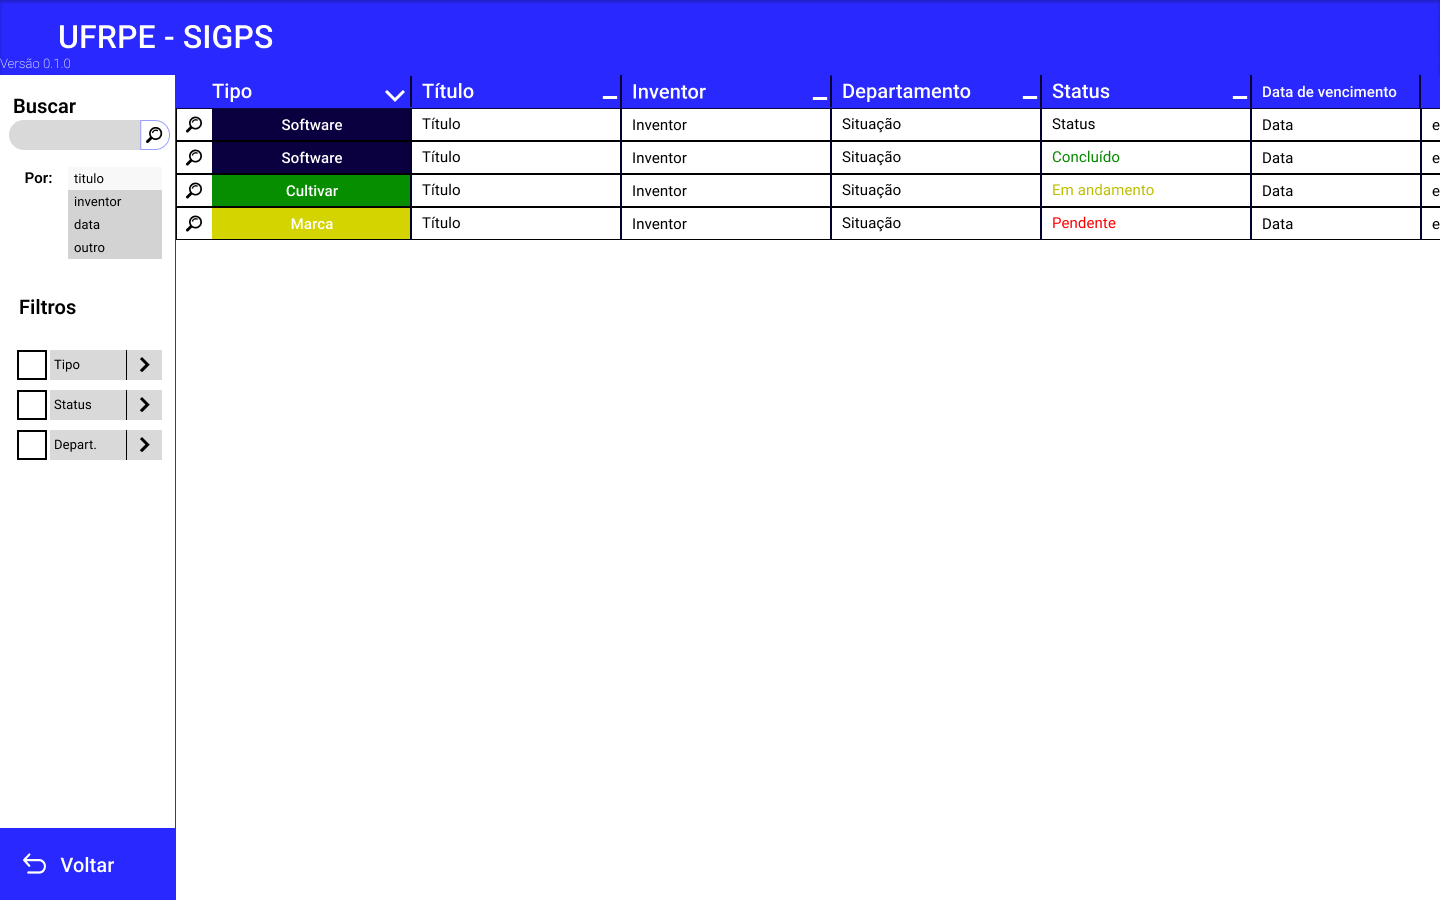 UFRPE - SIGPS
Versão 0.1.0
Buscar
Por:
titulo
inventor
data
outro
Filtros
Tipo
Status
Depart.
Voltar
Tipo Título Inventor Departamento Status Data de vencimento
Software Título Inventor Situação Status Data e
Software Título Inventor Situação Concluído Data e
Cultivar Título Inventor Situação Em andamento Data e
Marca Título Inventor Situação Pendente Data e